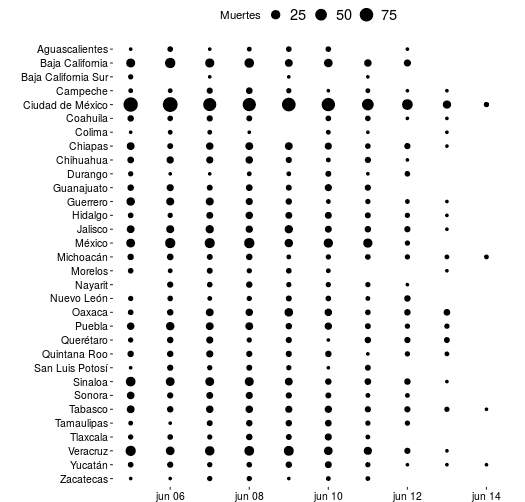 Muertes 25 50 75
Aguascalientes
Baja California
Baja California Sur
Campeche
Ciudad de México
Coahuila
Colima
Chiapas
Chihuahua
Durango
Guanajuato
Guerrero
Hidalgo
Jalisco
México
Michoacán
Morelos
Nayarit
Nuevo León
Oaxaca
Puebla
Querétaro
Quintana Roo
San Luis Potosí
Sinaloa
Sonora
Tabasco
Tamaulipas
Tlaxcala
Veracruz
Yucatán
Zacatecas
jun 06 jun 08 jun 10 jun 12 jun 14